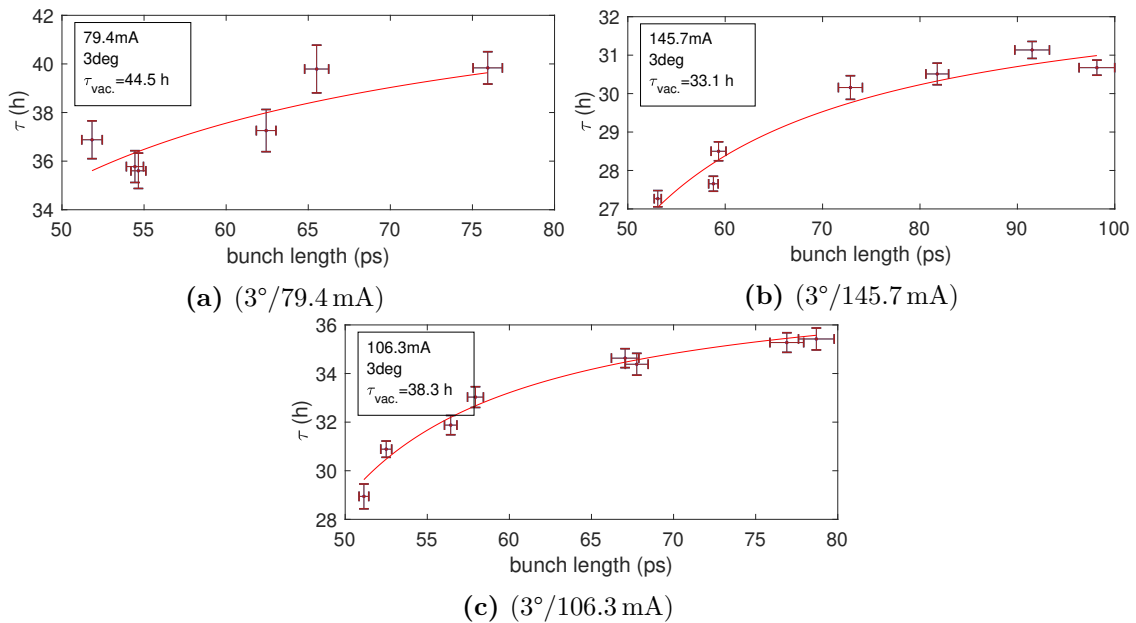 42
40
38
36
34
τ (h)
79.4mA
3deg
τvac.=44.5 h
50 55 60 65 70 75 80
bunch length (ps)
(a) (3°/79.4 mA)
32
31
30
29
28
27
τ (h)
145.7mA
3deg
τvac.=33.1 h
50 60 70 80 90 100
bunch length (ps)
(b) (3°/145.7 mA)
36
34
32
30
28
τ (h)
106.3mA
3deg
τvac.=38.3 h
50 55 60 65 70 75 80
bunch length (ps)
(c) (3°/106.3 mA)